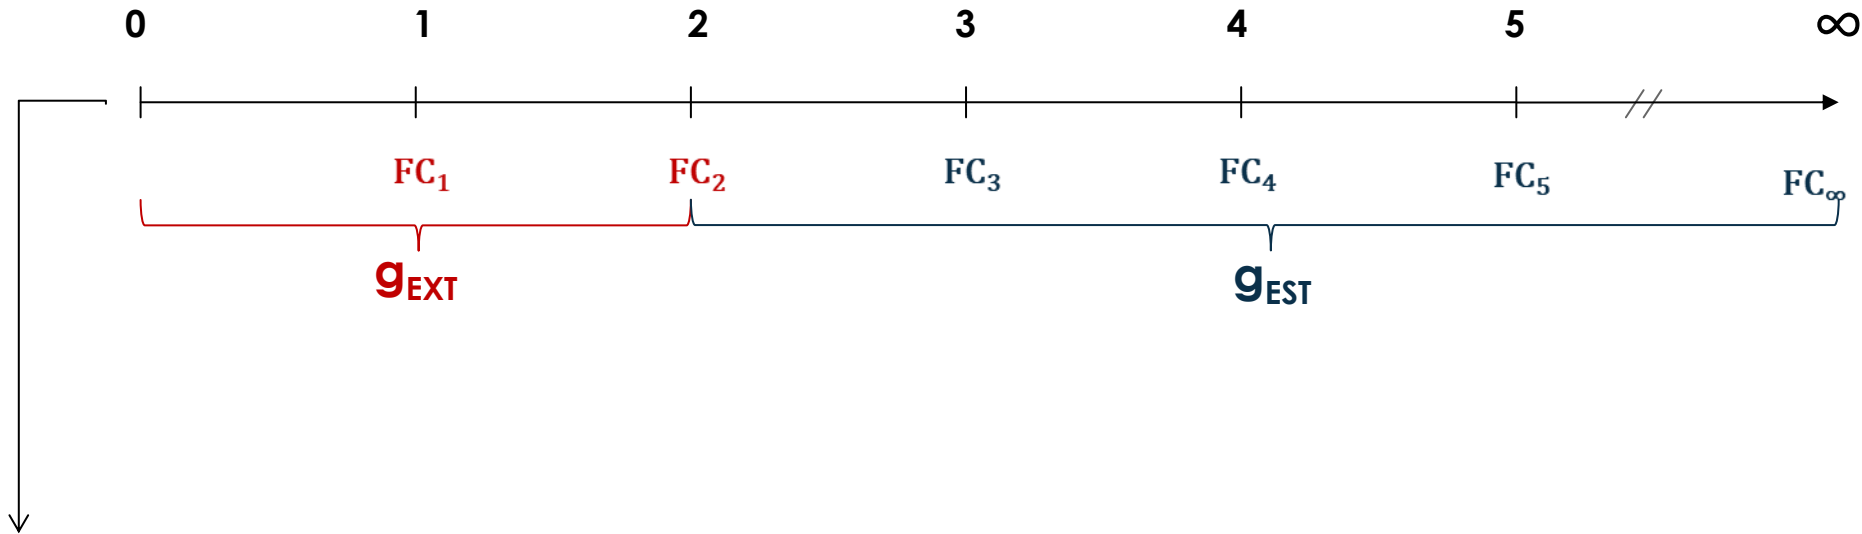 0 1 2 3 4 5 ∞
FC₁ FC₂ FC₃ FC₄ FC₅ FC∞
gEXT gEST